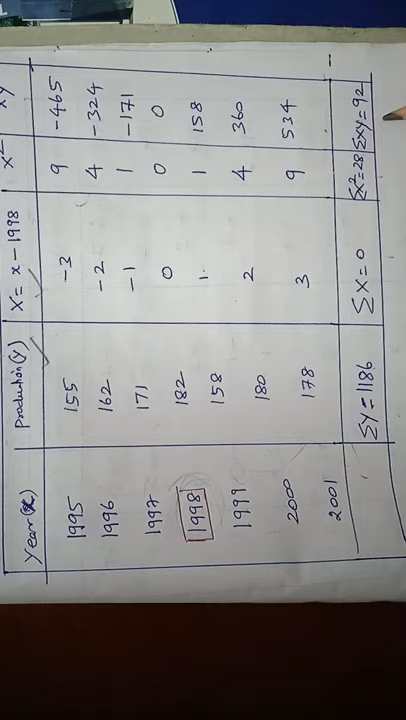 Year(x) Production(y) X = x - 1998 X² XY
1995 155 -3 9 -465
1996 162 -2 4 -324
1997 171 -1 1 -171
1998 182 0 0 0
1999 158 1 1 158
2000 180 2 4 360
2001 178 3 9 534
ΣY = 1186 ΣX = 0 ΣX² = 28 ΣXY = 92